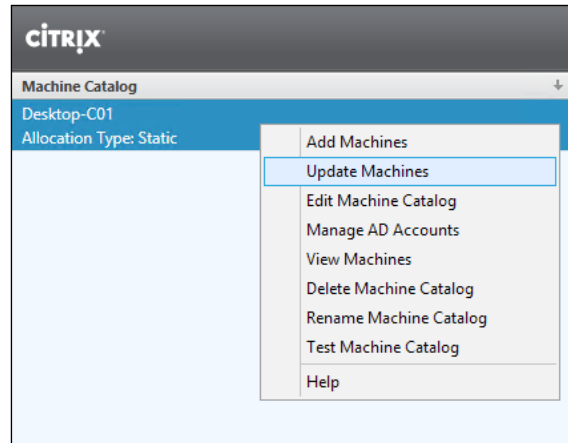 CITRIX
Machine Catalog
Desktop-C01
Allocation Type: Static
Add Machines
Update Machines
Edit Machine Catalog
Manage AD Accounts
View Machines
Delete Machine Catalog
Rename Machine Catalog
Test Machine Catalog
Help